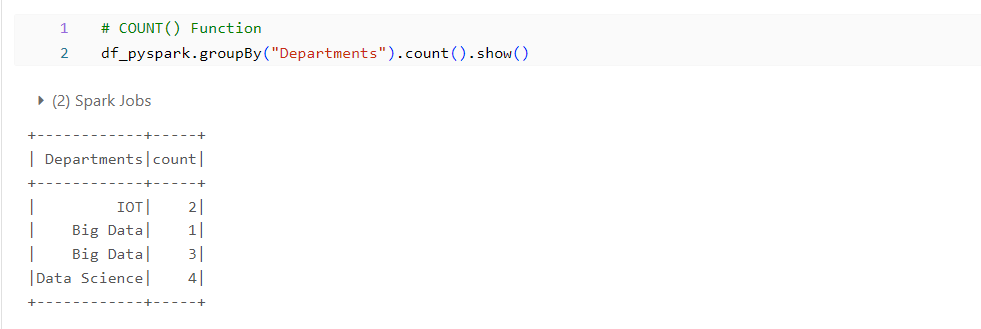 1 # COUNT() Function
2 df_pyspark.groupBy("Departments").count().show()
(2) Spark Jobs
+------------+-----+
| Departments|count|
+------------+-----+
|         IOT|    2|
|    Big Data|    1|
|    Big Data|    3|
|Data Science|    4|
+------------+-----+